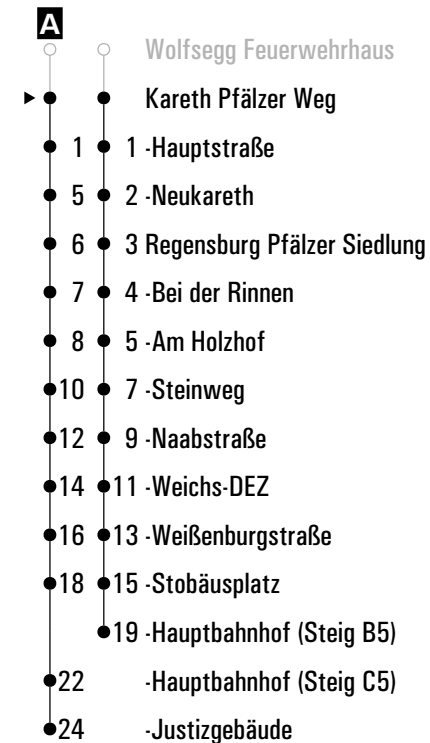 A
Wolfsegg Feuerwehrhaus
Kareth Pfälzer Weg
1 1 -Hauptstraße
5 2 -Neukareth
6 3 Regensburg Pfälzer Siedlung
7 4 -Bei der Rinnen
8 5 -Am Holzhof
10 7 -Steinweg
12 9 -Naabstraße
14 11 -Weichs-DEZ
16 13 -Weißenburgstraße
18 15 -Stobäusplatz
19 -Hauptbahnhof (Steig B5)
22 -Hauptbahnhof (Steig C5)
24 -Justizgebäude